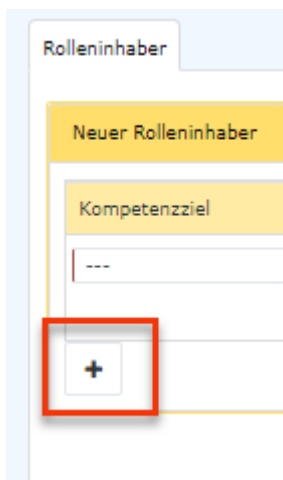 Rolleninhaber
Neuer Rolleninhaber
Kompetenzziel
---
+